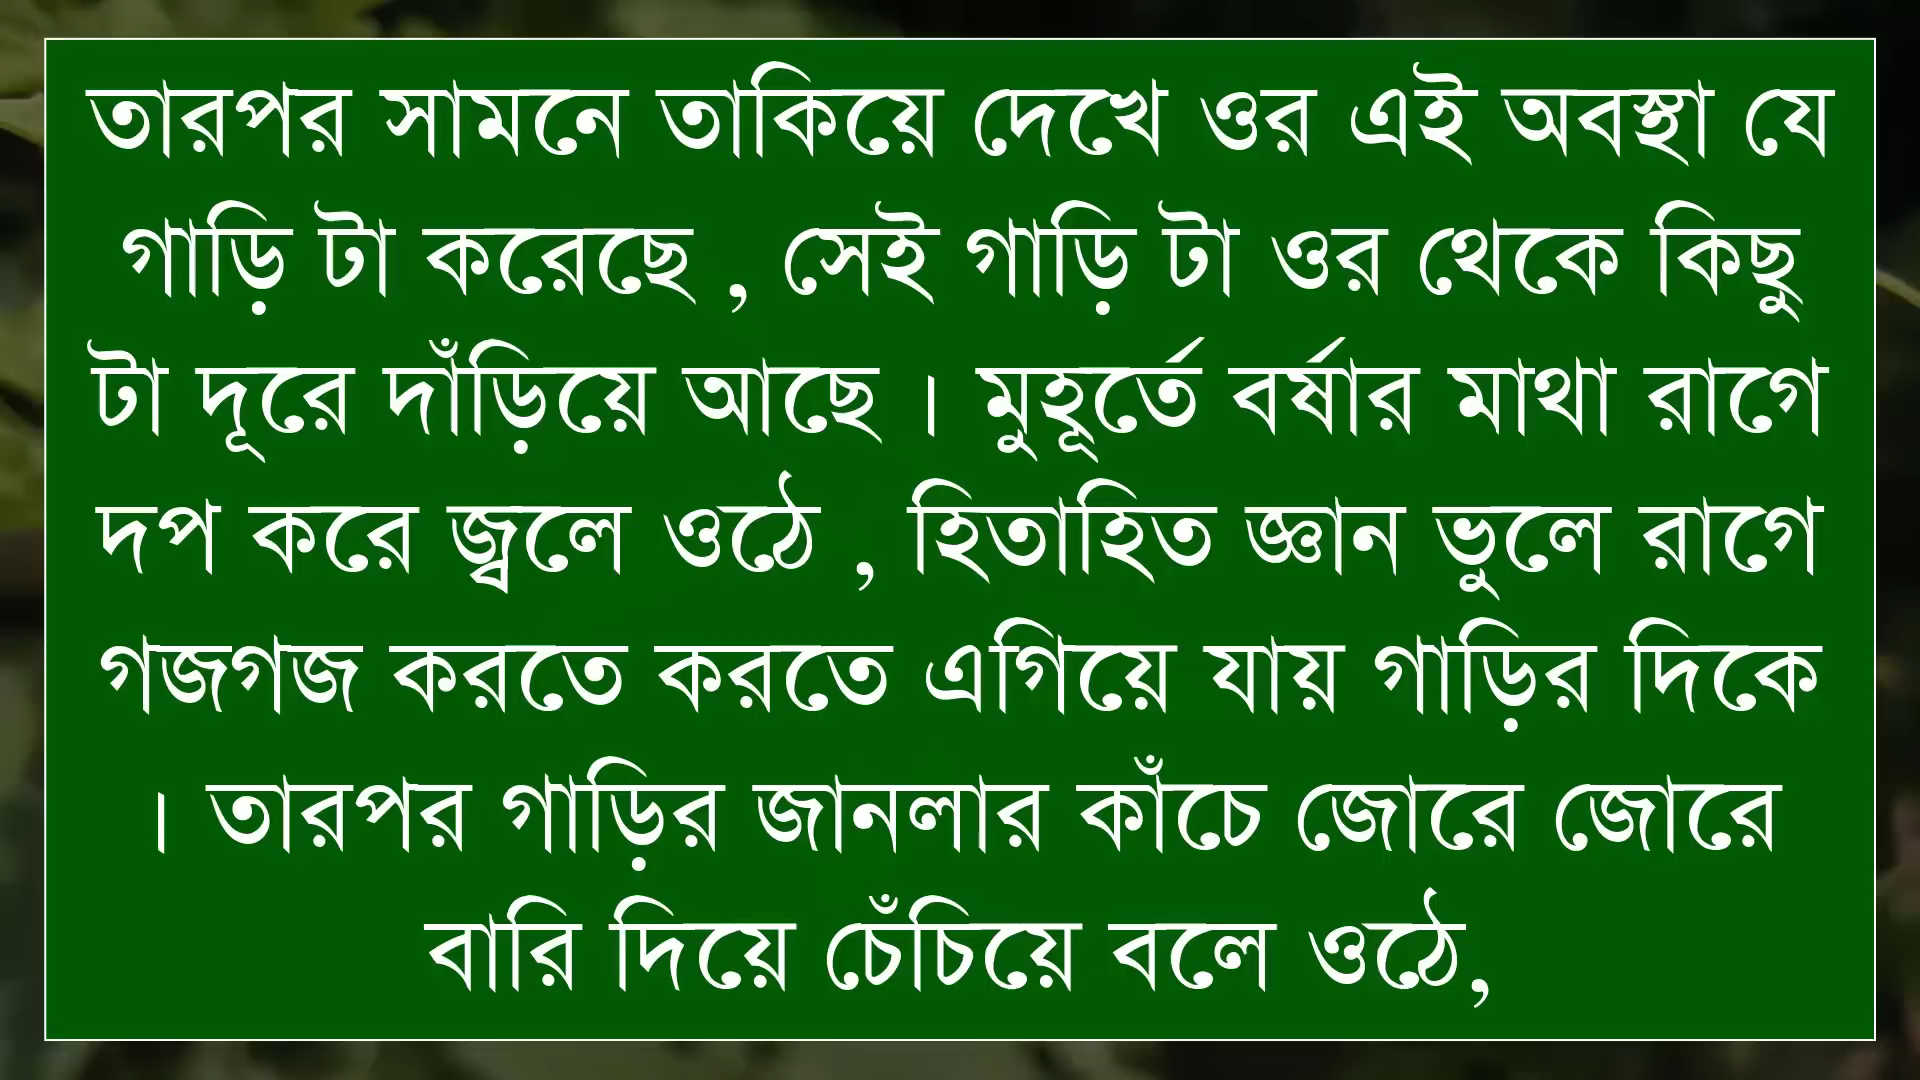 তারপর সামনে তাকিয়ে দেখে ওর এই অবস্থা যে
গাড়ি টা করেছে , সেই গাড়ি টা ওর থেকে কিছু
টা দূরে দাঁড়িয়ে আছে । মুহূর্তে বর্ষার মাথা রাগে
দপ করে জ্বলে ওঠে , হিতাহিত জ্ঞান ভুলে রাগে
গজগজ করতে করতে এগিয়ে যায় গাড়ির দিকে
। তারপর গাড়ির জানলার কাঁচে জোরে জোরে
বারি দিয়ে চেঁচিয়ে বলে ওঠে,